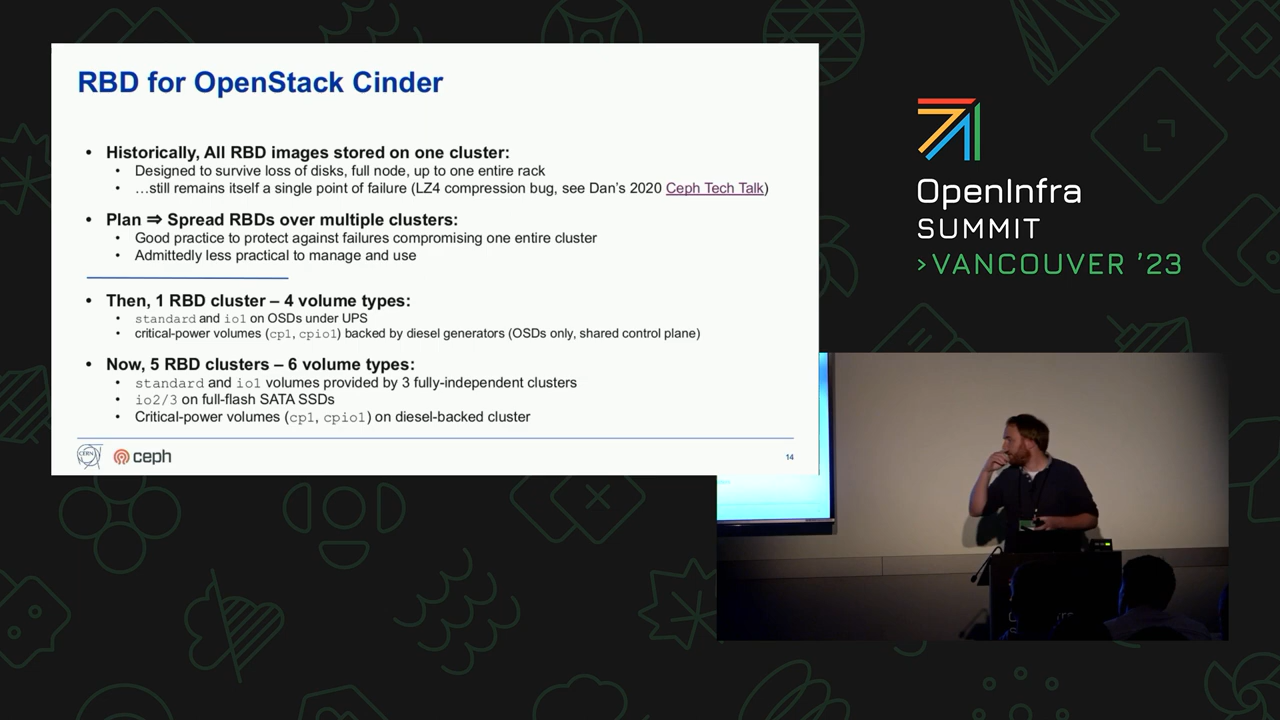 RBD for OpenStack Cinder
• Historically, All RBD images stored on one cluster:
• Designed to survive loss of disks, full node, up to one entire rack
• …still remains itself a single point of failure (LZ4 compression bug, see Dan's 2020 Ceph Tech Talk)
• Plan ⇒ Spread RBDs over multiple clusters:
• Good practice to protect against failures compromising one entire cluster
• Admittedly less practical to manage and use
• Then, 1 RBD cluster – 4 volume types:
• standard and io1 on OSDs under UPS
• critical-power volumes (cp1, cpio1) backed by diesel generators (OSDs only, shared control plane)
• Now, 5 RBD clusters – 6 volume types:
• standard and io1 volumes provided by 3 fully-independent clusters
• io2/3 on full-flash SATA SSDs
• Critical-power volumes (cp1, cpio1) on diesel-backed cluster
CERN ceph
14
OpenInfra
SUMMIT
>VANCOUVER '23